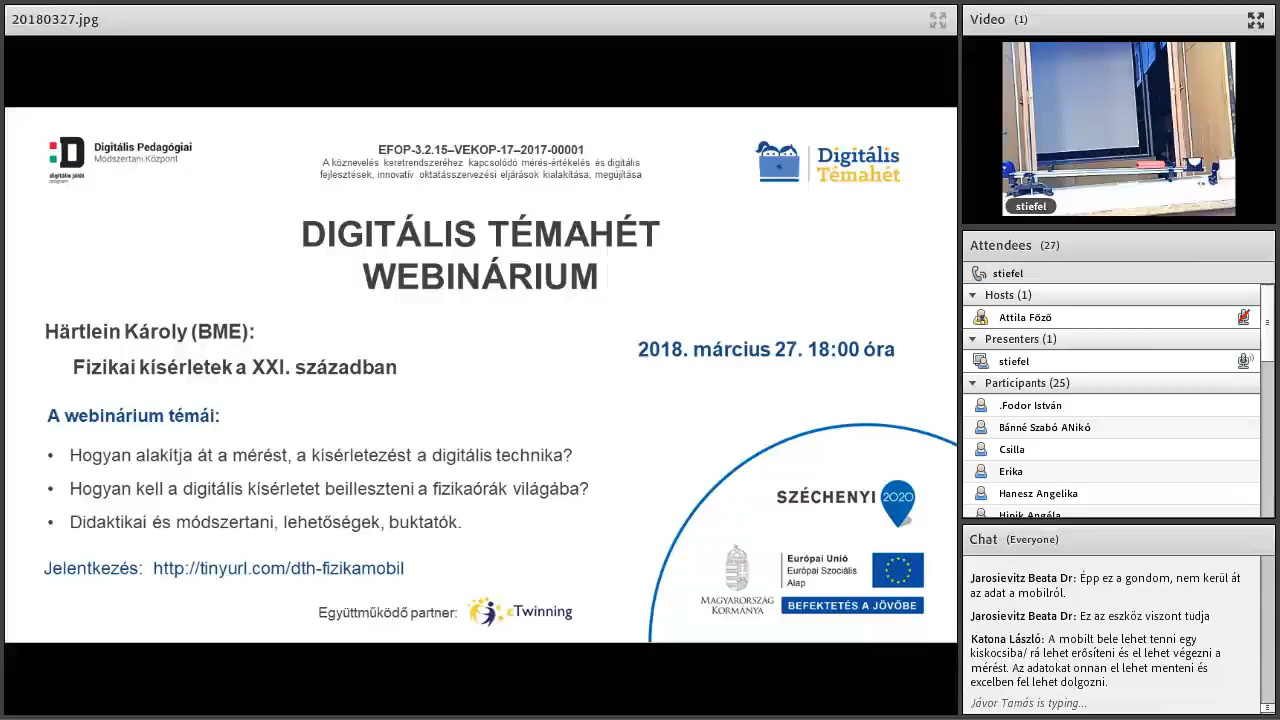 20180327.jpg
Digitális Pedagógiai
Módszertani Központ
digitális jólét
program
EFOP-3.2.15–VEKOP-17–2017-00001
A köznevelés keretrendszeréhez kapcsolódó mérés-értékelés és digitális
fejlesztések, innovatív oktatásszervezési eljárások kialakítása, megújítása
Digitális
Témahét
DIGITÁLIS TÉMAHÉT
WEBINÁRIUM
Härtlein Károly (BME):
Fizikai kísérletek a XXI. században
2018. március 27. 18:00 óra
A webinárium témái:
• Hogyan alakítja át a mérést, a kísérletezést a digitális technika?
• Hogyan kell a digitális kísérletet beilleszteni a fizikaórák világába?
• Didaktikai és módszertani, lehetőségek, buktatók.
Jelentkezés: http://tinyurl.com/dth-fizikamobil
Együttműködő partner:
eTwinning
SZÉCHENYI 2020
Magyarország
Kormánya
Európai Unió
Európai Szociális
Alap
BEFEKTETÉS A JÖVŐBE
Video (1)
stiefel
Attendees (27)
stiefel
Hosts (1)
Attila Főző
Presenters (1)
stiefel
Participants (25)
.Fodor István
Bánné Szabó ANikó
Csilla
Erika
Hanesz Angelika
Hipik Angéla
Chat (Everyone)
Jarosievitz Beata Dr: Épp ez a gondom, nem kerül át
az adat a mobilról.
Jarosievitz Beata Dr: Ez az eszköz viszont tudja
Katona László: A mobilt bele lehet tenni egy
kiskocsiba/ rá lehet erősíteni és el lehet végezni a
mérést. Az adatokat onnan el lehet menteni és
excelben fel lehet dolgozni.
Jávor Tamás is typing...